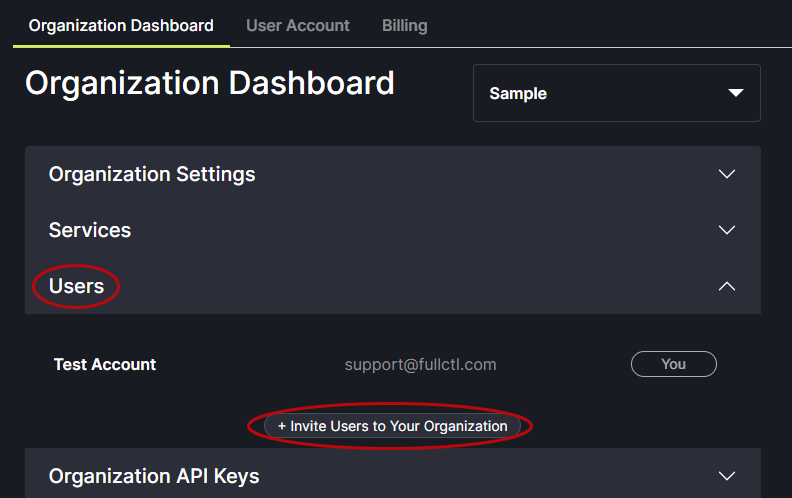 Organization Dashboard User Account Billing
Organization Dashboard
Sample
Organization Settings
Services
Users
Test Account support@fullctl.com You
+ Invite Users to Your Organization
Organization API Keys